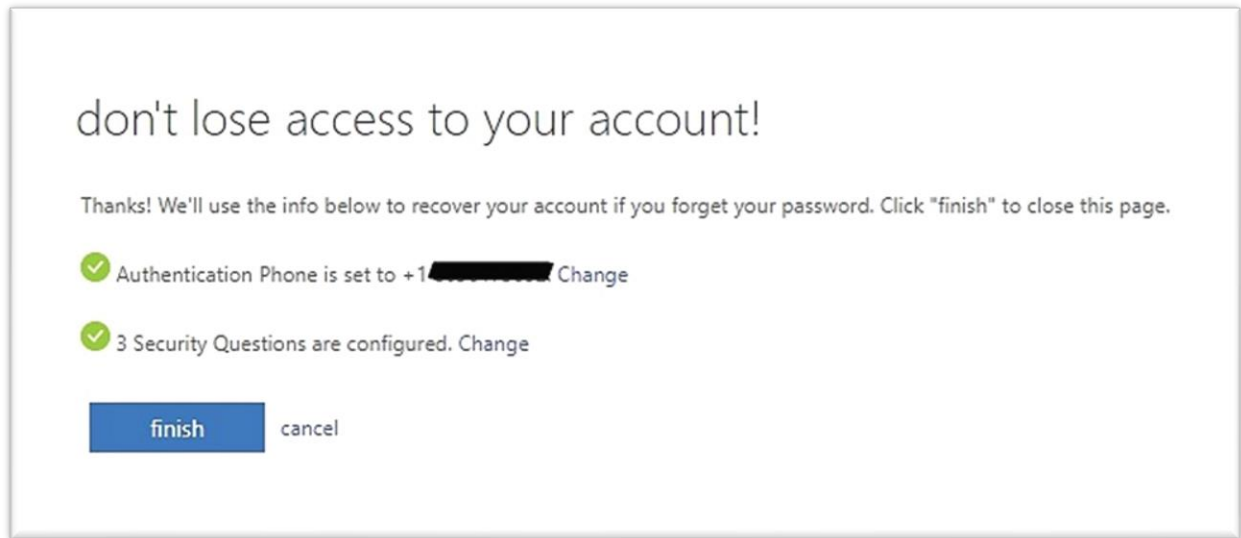 don't lose access to your account!
Thanks! We'll use the info below to recover your account if you forget your password. Click "finish" to close this page.
Authentication Phone is set to +1 Change
3 Security Questions are configured. Change
finish cancel